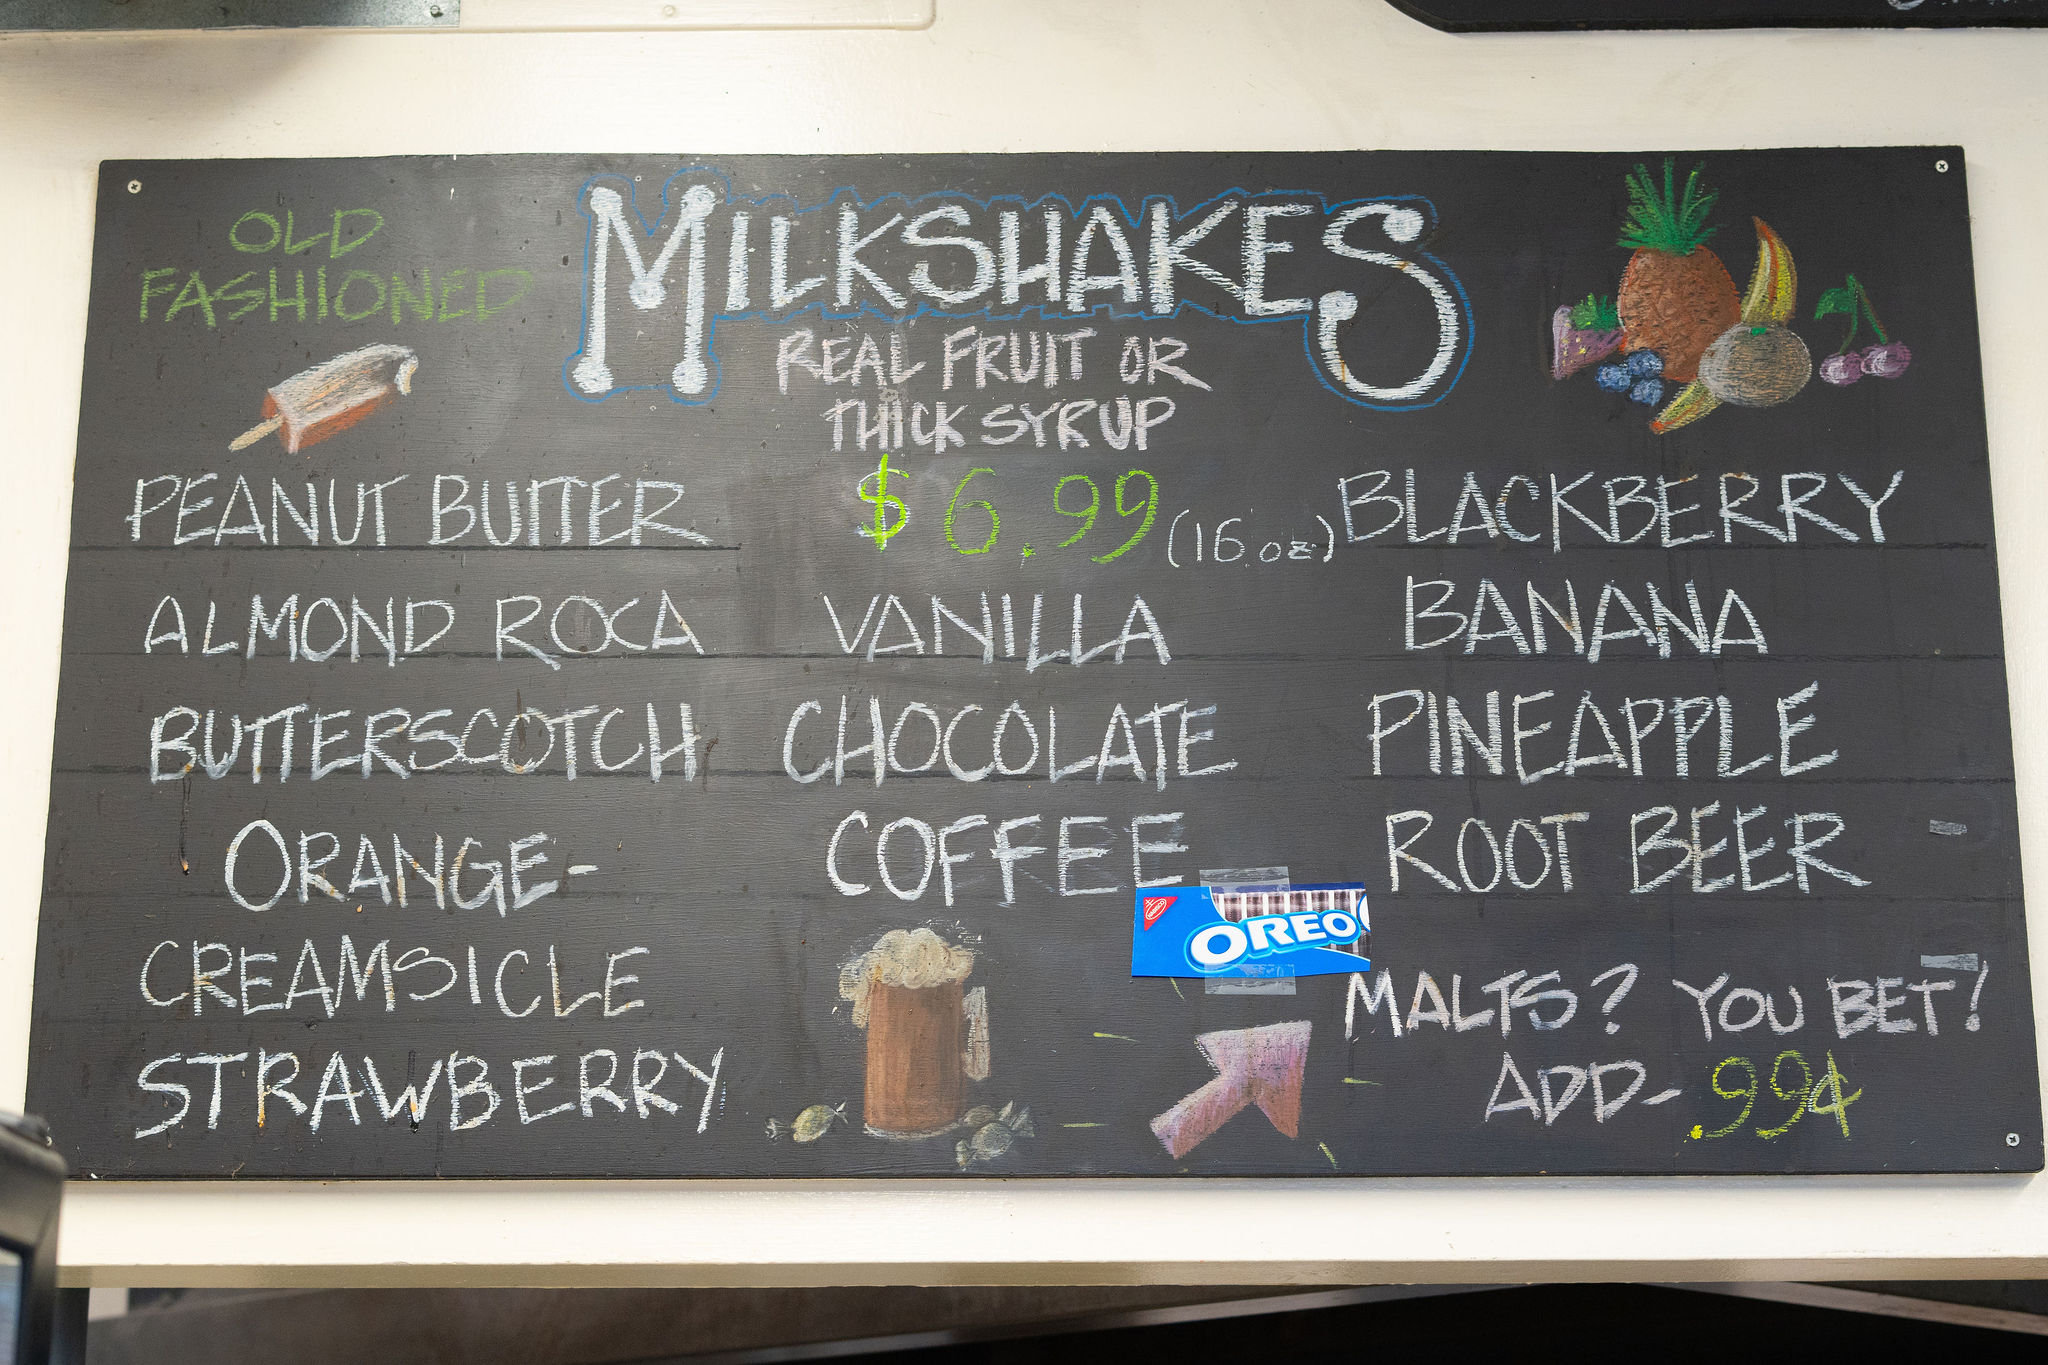 OLD
FASHIONED
MILKSHAKES
REAL FRUIT OR
THICK SYRUP
$6.99 (16 oz.)
PEANUT BUTTER
ALMOND ROCA
BUTTERSCOTCH
ORANGE-
CREAMSICLE
STRAWBERRY
VANILLA
CHOCOLATE
COFFEE
NABISCO
OREO
BLACKBERRY
BANANA
PINEAPPLE
ROOT BEER
MALTS? YOU BET!
ADD- .99¢